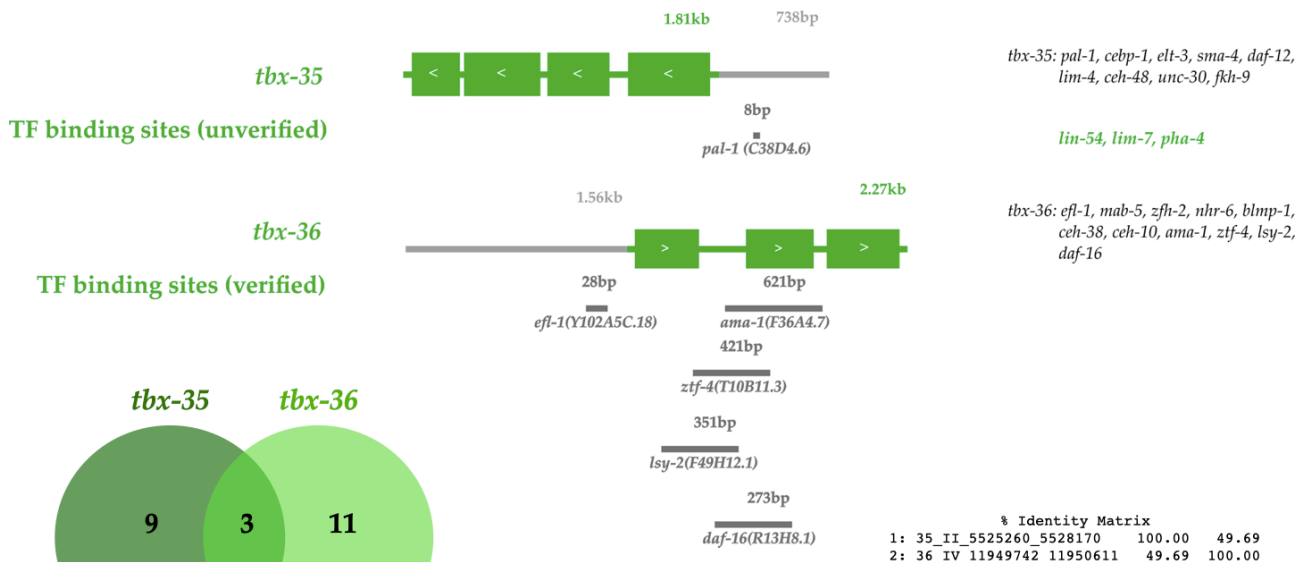 1.81kb
738bp
tbx-35
< < < <
tbx-35: pal-1, cebp-1, elt-3, sma-4, daf-12,
lim-4, ceh-48, unc-30, fkh-9
8bp
TF binding sites (unverified)
pal-1 (C38D4.6)
lin-54, lim-7, pha-4
1.56kb
2.27kb
tbx-36
> > >
tbx-36: efl-1, mab-5, zfh-2, nhr-6, blmp-1,
ceh-38, ceh-10, ama-1, ztf-4, lsy-2,
daf-16
TF binding sites (verified)
28bp
621bp
efl-1(Y102A5C.18)
ama-1(F36A4.7)
421bp
ztf-4(T10B11.3)
351bp
lsy-2(F49H12.1)
273bp
daf-16(R13H8.1)
tbx-35
tbx-36
9
3
11
% Identity Matrix
1: 35_II_5525260_5528170 100.00 49.69
2: 36 IV 11949742 11950611 49.69 100.00